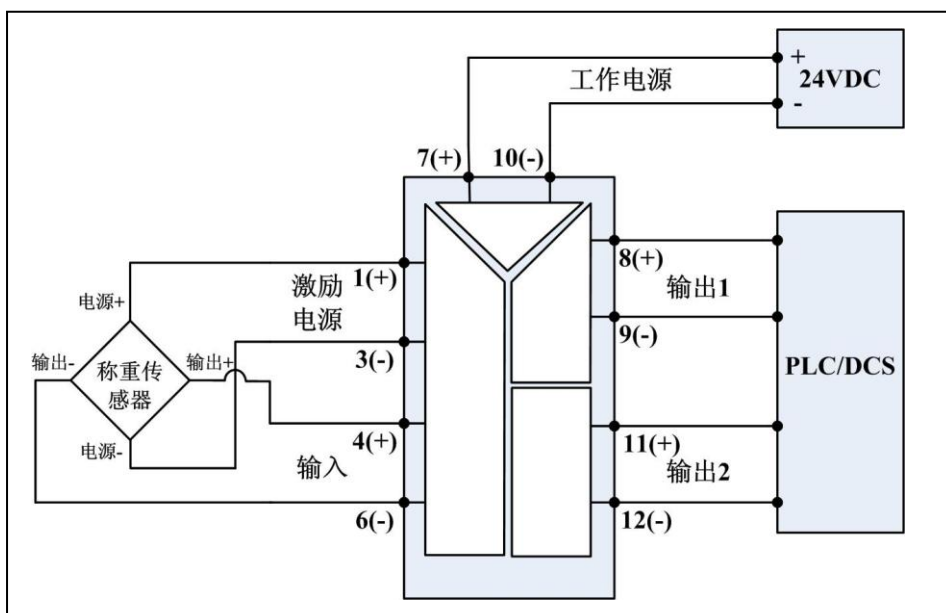 +
24VDC
-
工作电源
7(+)
10(-)
1(+)
激励
电源
3(-)
电源+
输出-
输出+
称重传
感器
电源-
4(+)
输入
6(-)
8(+)
输出1
9(-)
PLC/DCS
11(+)
输出2
12(-)